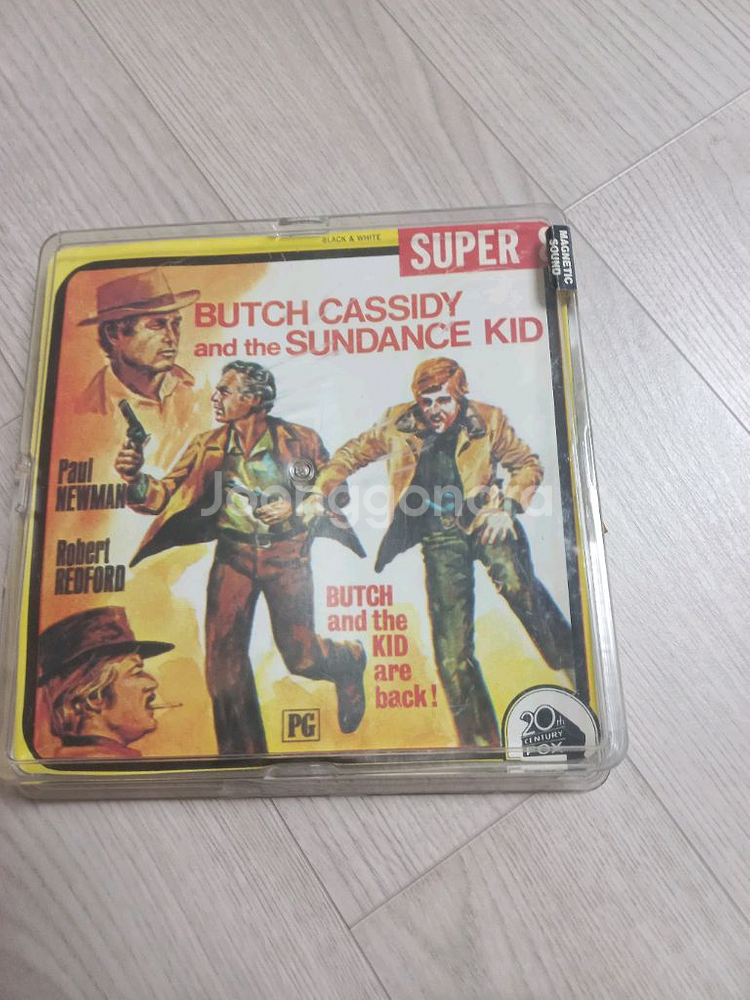 BLACK & WHITE
SUPER
MAGNETIC
SOUND
BUTCH CASSIDY
and the SUNDANCE KID
Paul
NEWMAN
Joonggonara
Robert
REDFORD
BUTCH
and the
KID
are
back!
PG
20th
CENTURY
FOX